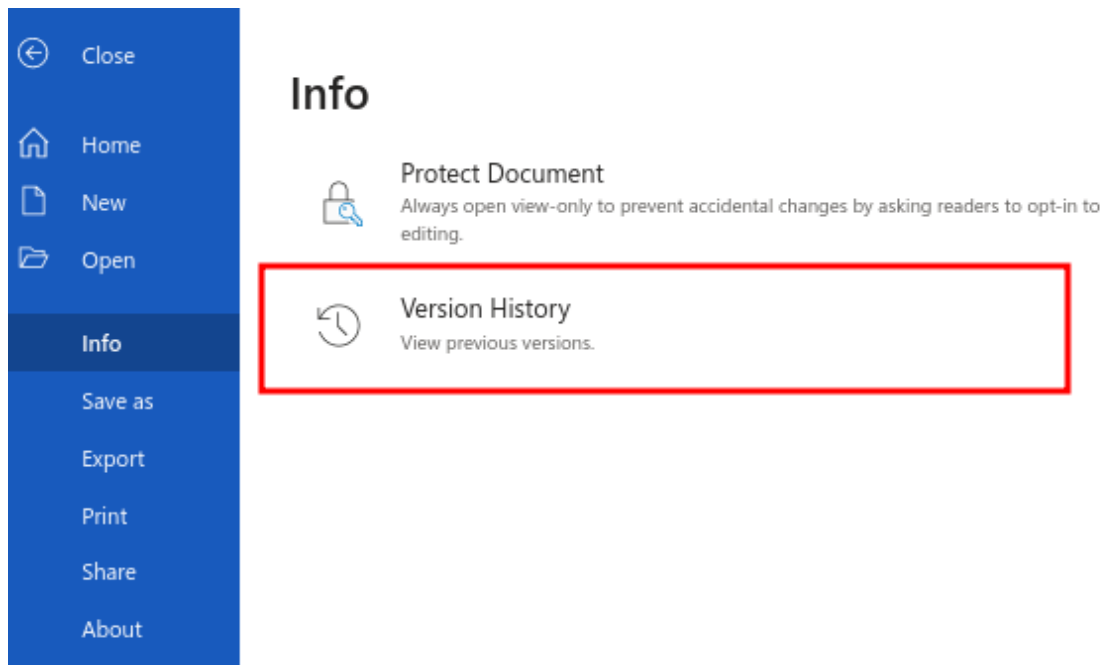 Close
Home
New
Open
Info
Save as
Export
Print
Share
About
Info
Protect Document
Always open view-only to prevent accidental changes by asking readers to opt-in to
editing.
Version History
View previous versions.